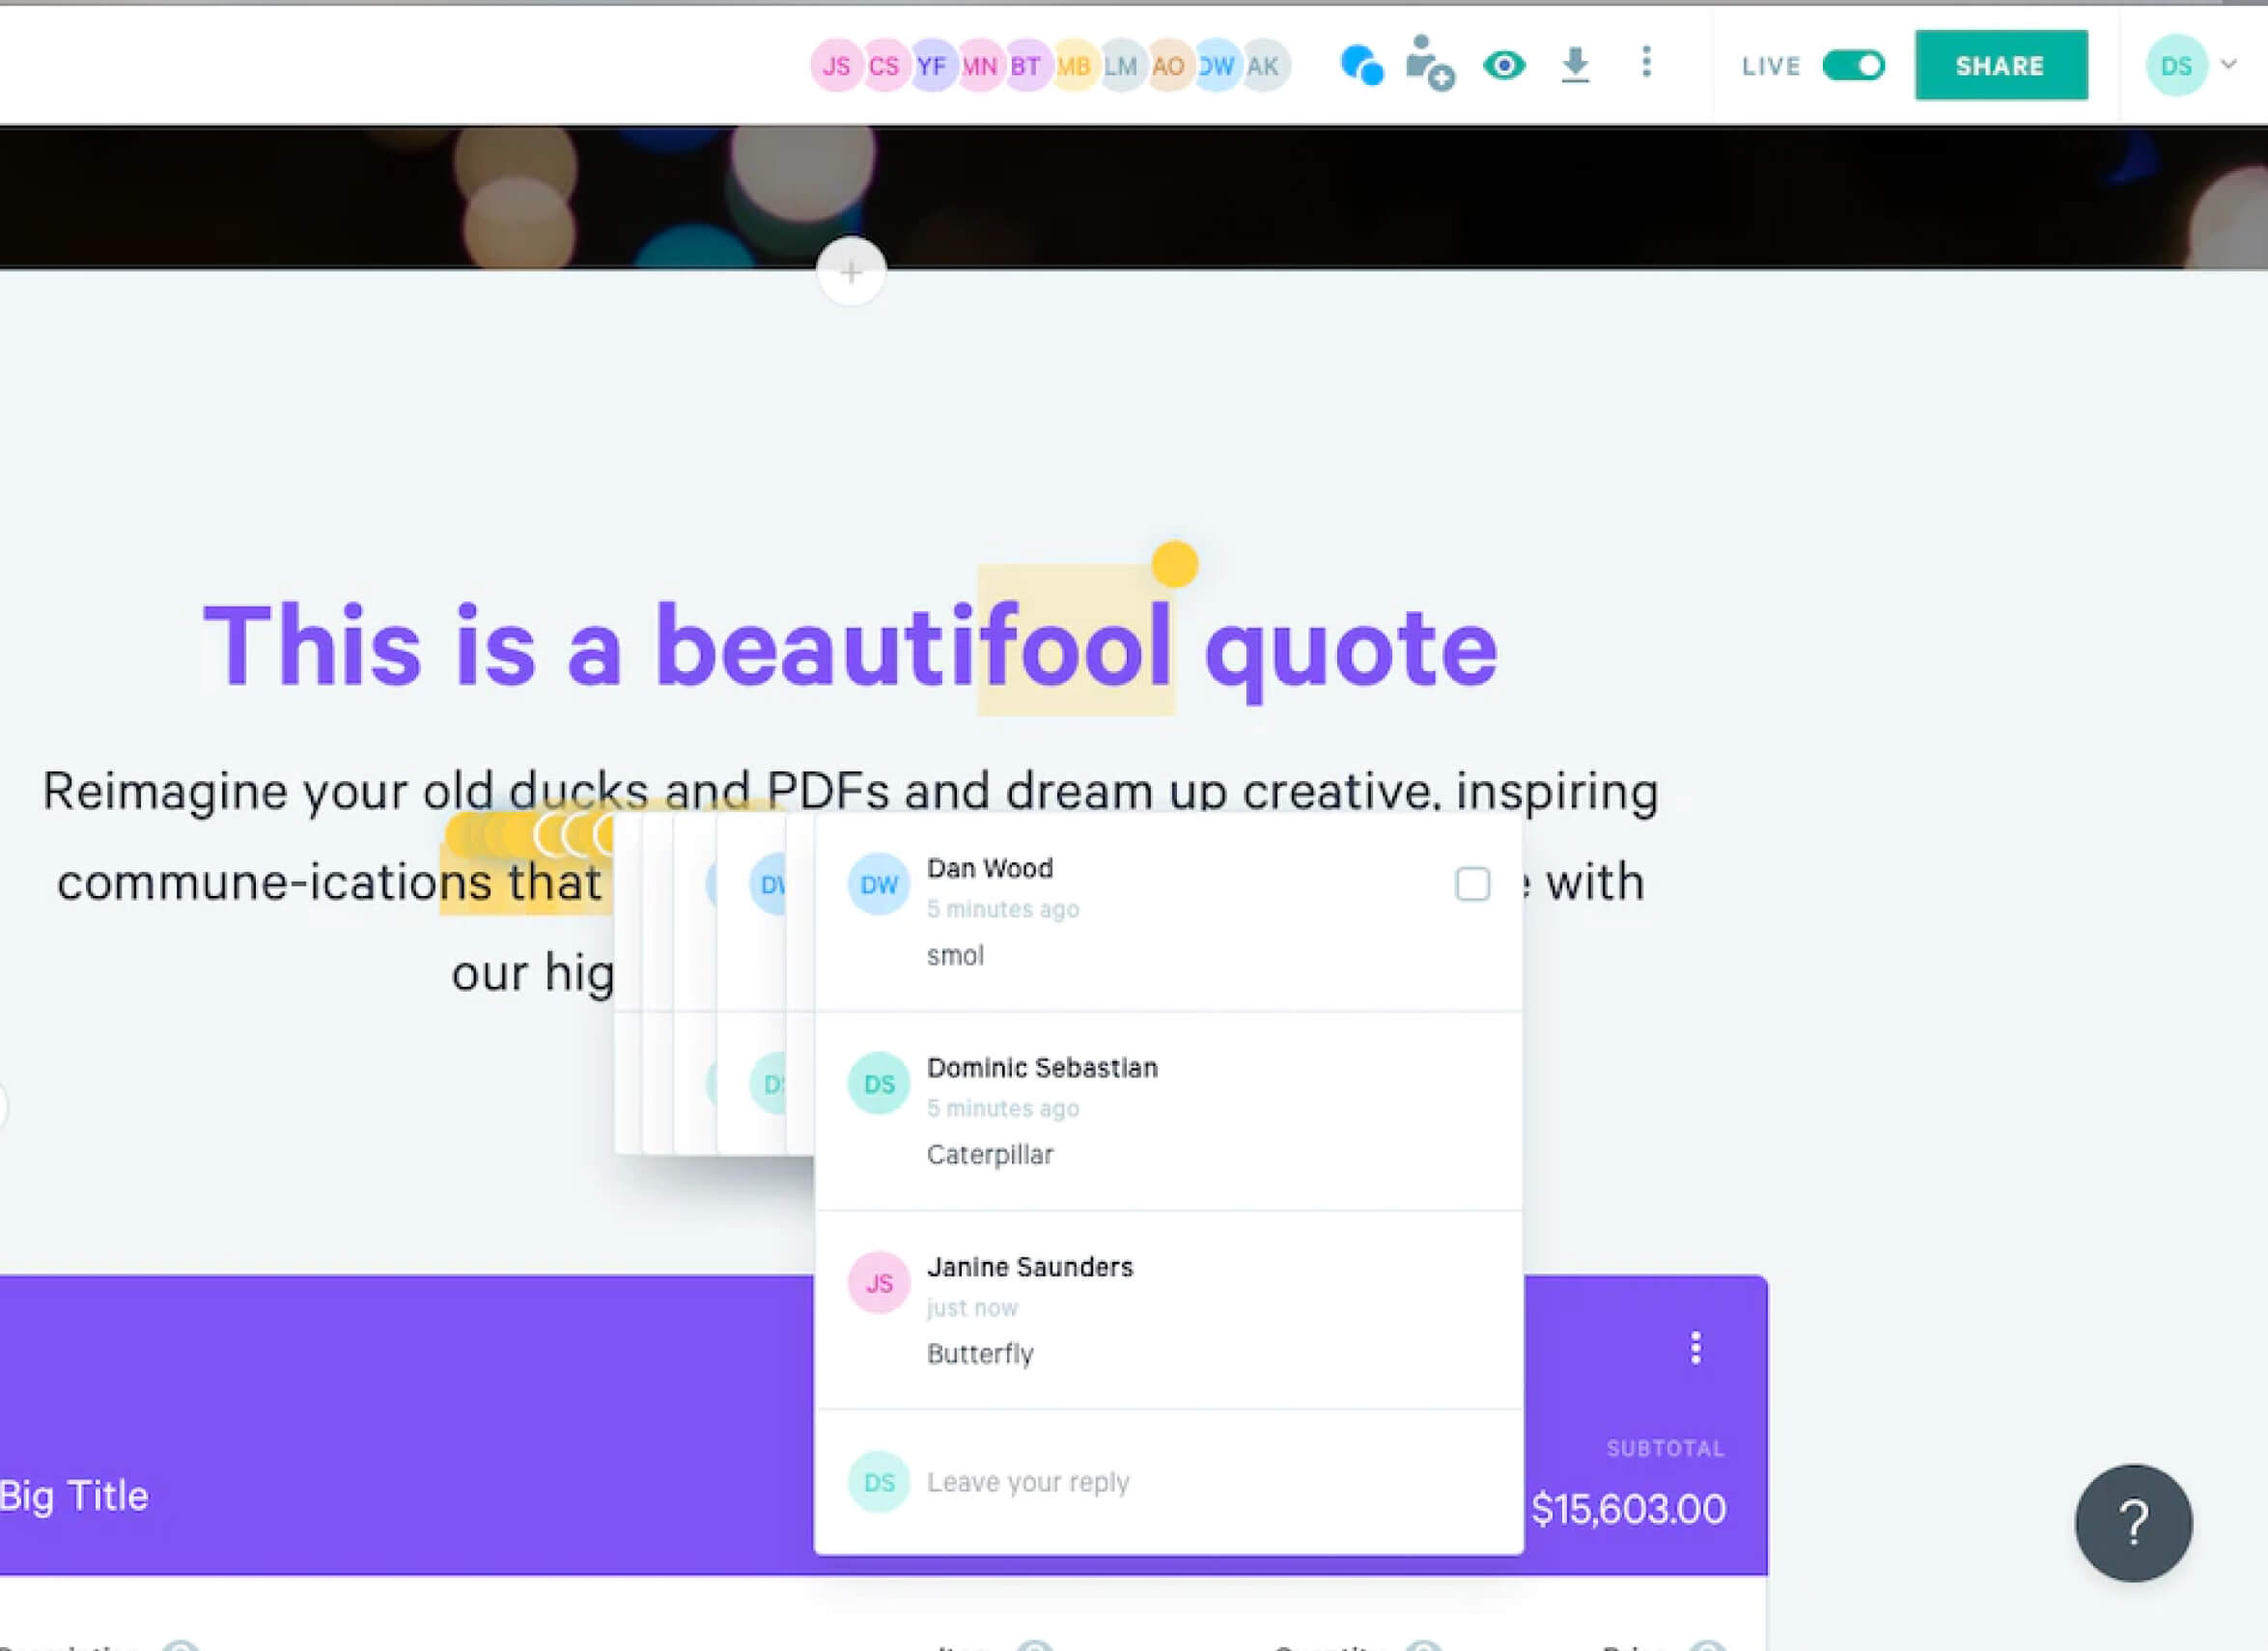 JS CS YF MN BT MB LM AO DW AK
LIVE
SHARE
DS
This is a beautifool quote
Reimagine your old ducks and PDFs and dream up creative, inspiring
commune-ications that
with
our hig
DW
Dan Wood
5 minutes ago
smol
DS
Dominic Sebastian
5 minutes ago
Caterpillar
JS
Janine Saunders
just now
Butterfly
DS
Leave your reply
Big Title
SUBTOTAL
$15,603.00
?